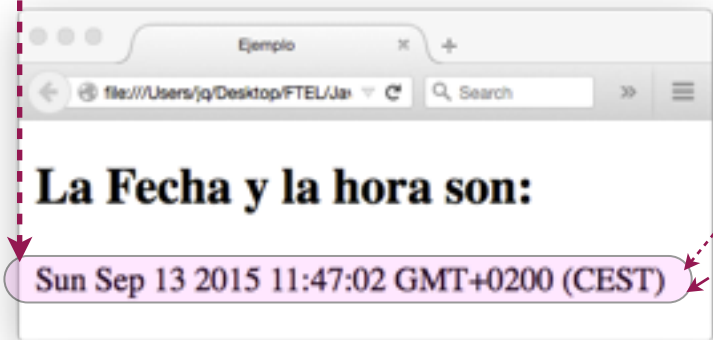 Ejemplo
file:///Users/jq/Desktop/FTEL/Jav
Search
La Fecha y la hora son:
Sun Sep 13 2015 11:47:02 GMT+0200 (CEST)